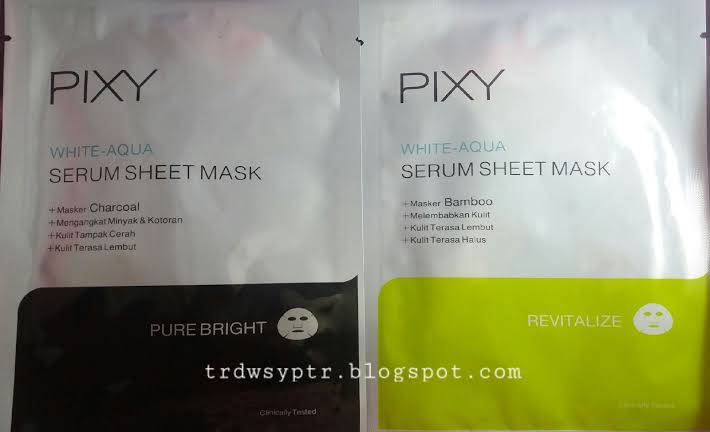 PIXY
WHITE-AQUA
SERUM SHEET MASK
+Masker Charcoal
+Mengangkat Minyak & Kotoran
+Kulit Tampak Cerah
+Kulit Terasa Lembut
PURE BRIGHT
Clinically Tested
PIXY
WHITE-AQUA
SERUM SHEET MASK
+Masker Bamboo
+Melembabkan Kulit
+Kulit Terasa Lembut
+Kulit Terasa Halus
REVITALIZE
Clinically Tested
trdwsyptr.blogspot.com